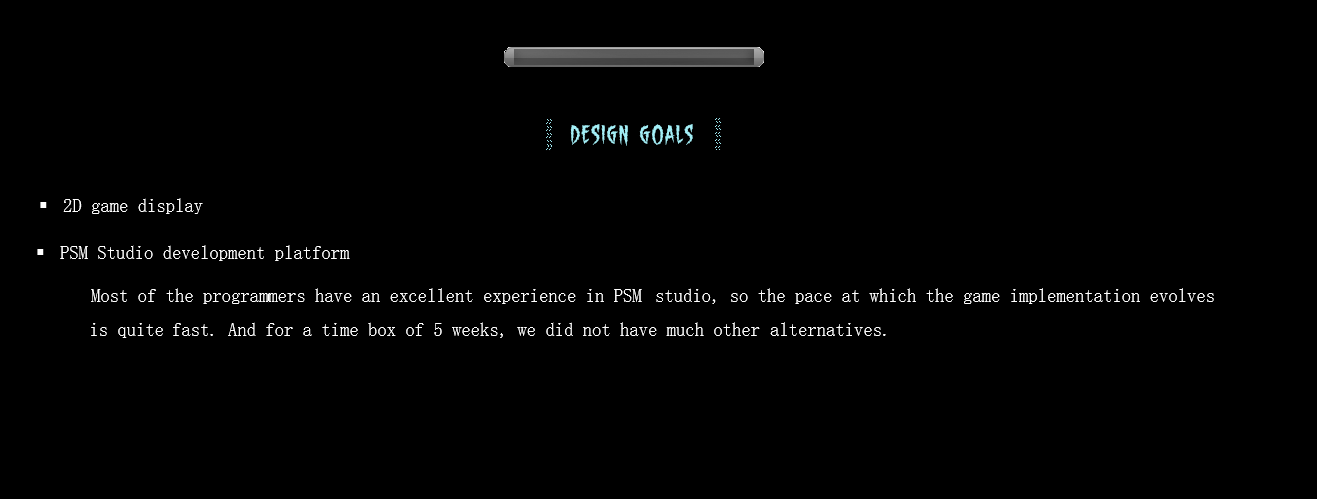 DESIGN GOALS
▪ 2D game display
▪ PSM Studio development platform
Most of the programmers have an excellent experience in PSM studio, so the pace at which the game implementation evolves
is quite fast. And for a time box of 5 weeks, we did not have much other alternatives.